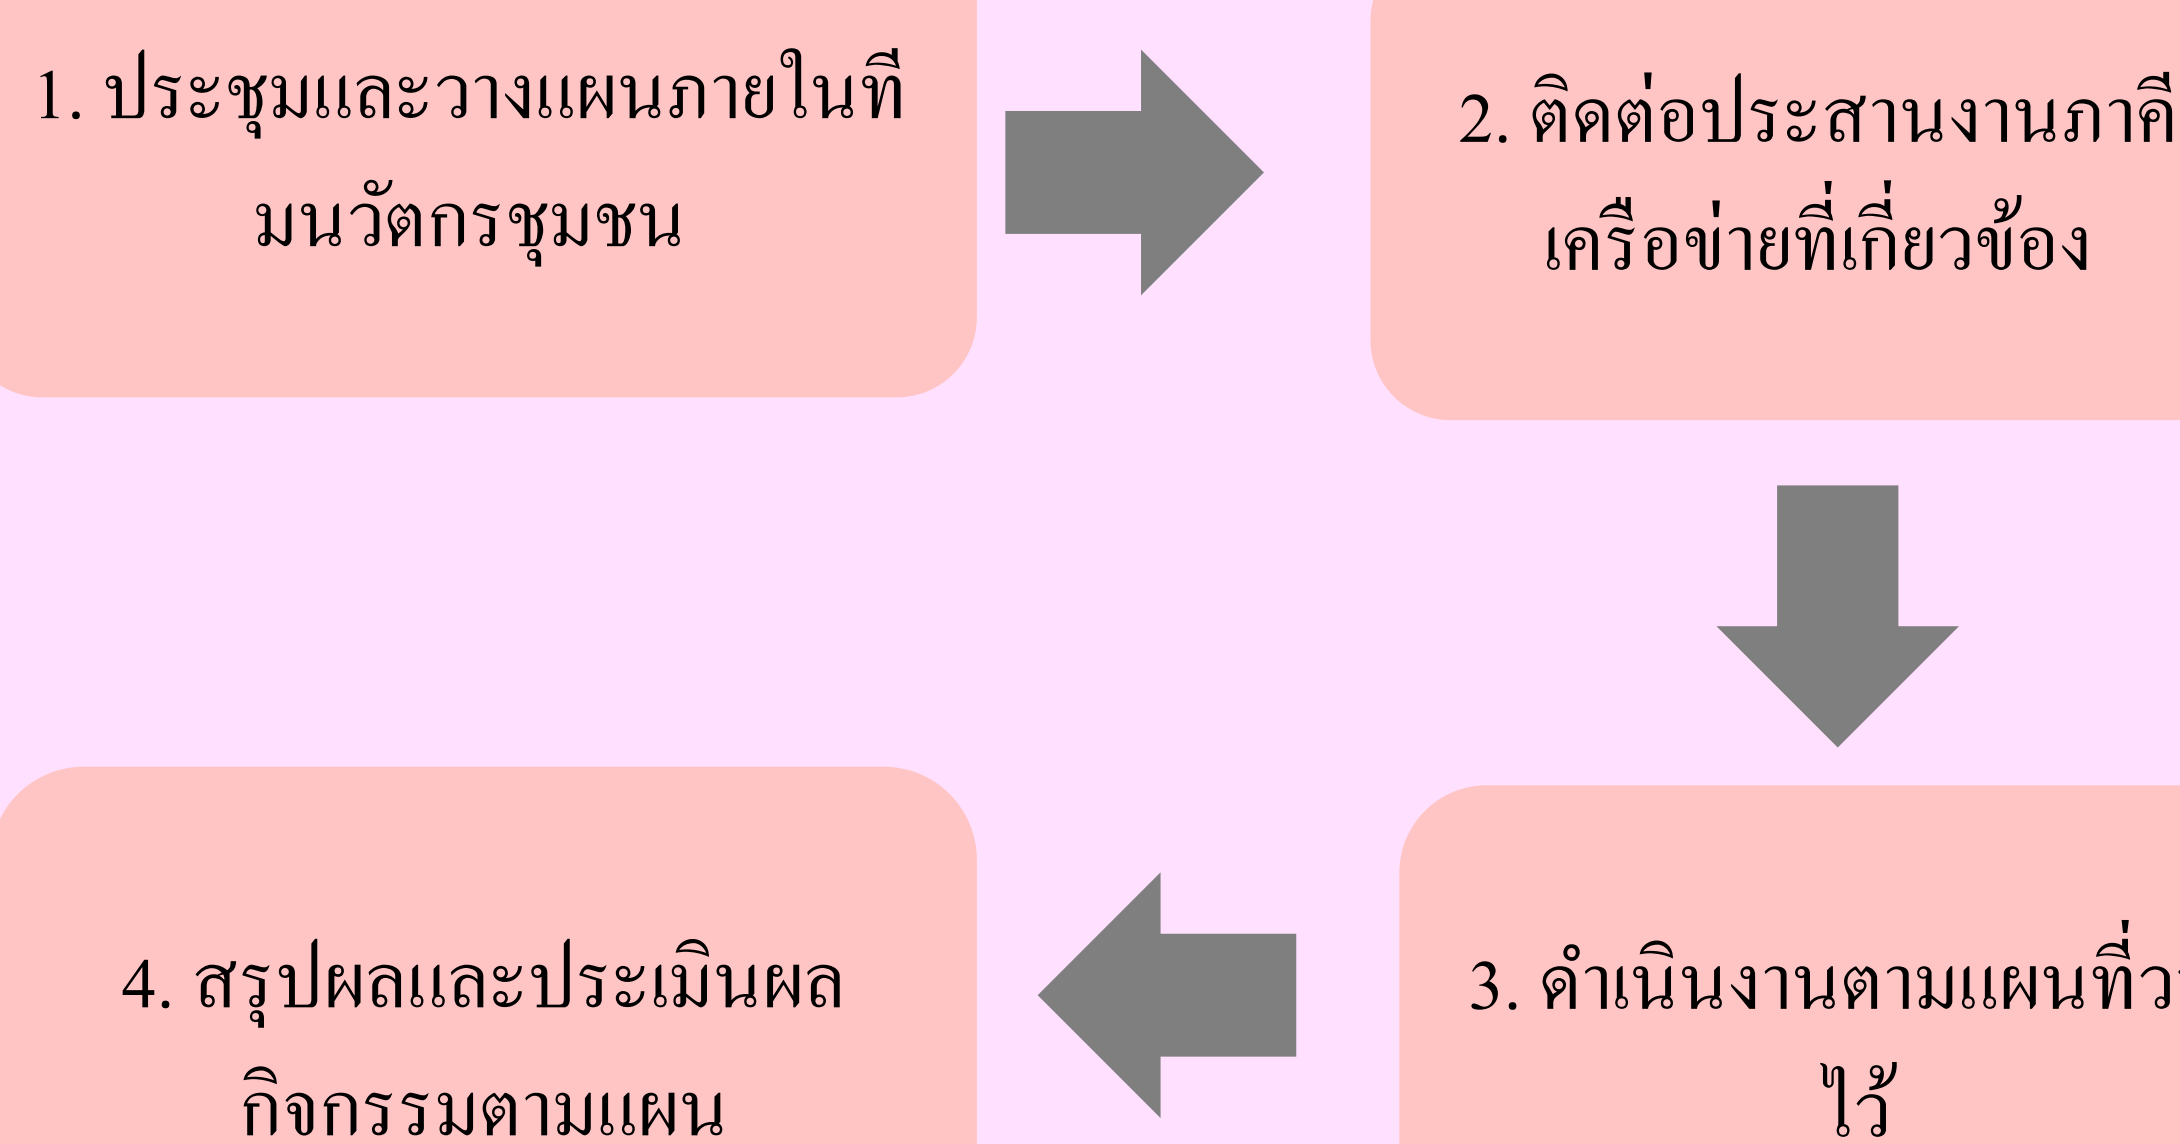 1. ประชุมและวางแผนภายในที
มนวัตกรชุมชน
2. ติดต่อประสานงานภาคี
เครือข่ายที่เกี่ยวข้อง
3. ดำเนินงานตามแผนที่ว
ไว้
4. สรุปผลและประเมินผล
กิจกรรมตามแผน